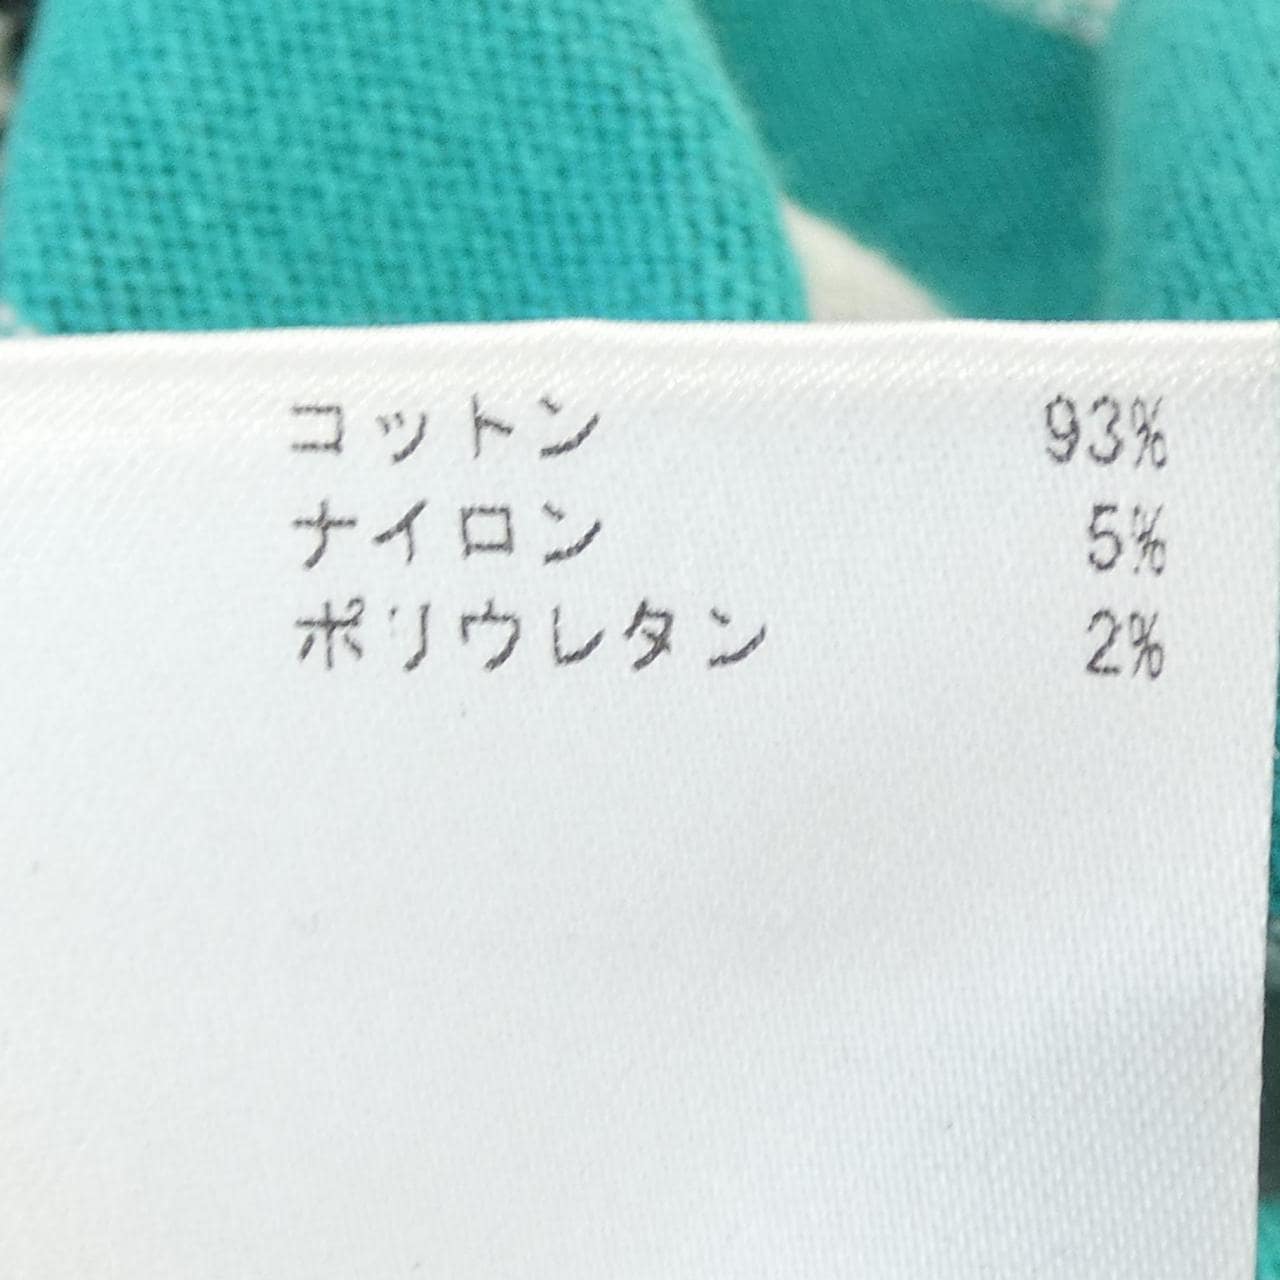 コットン 93%
ナイロン 5%
ポリウレタン 2%